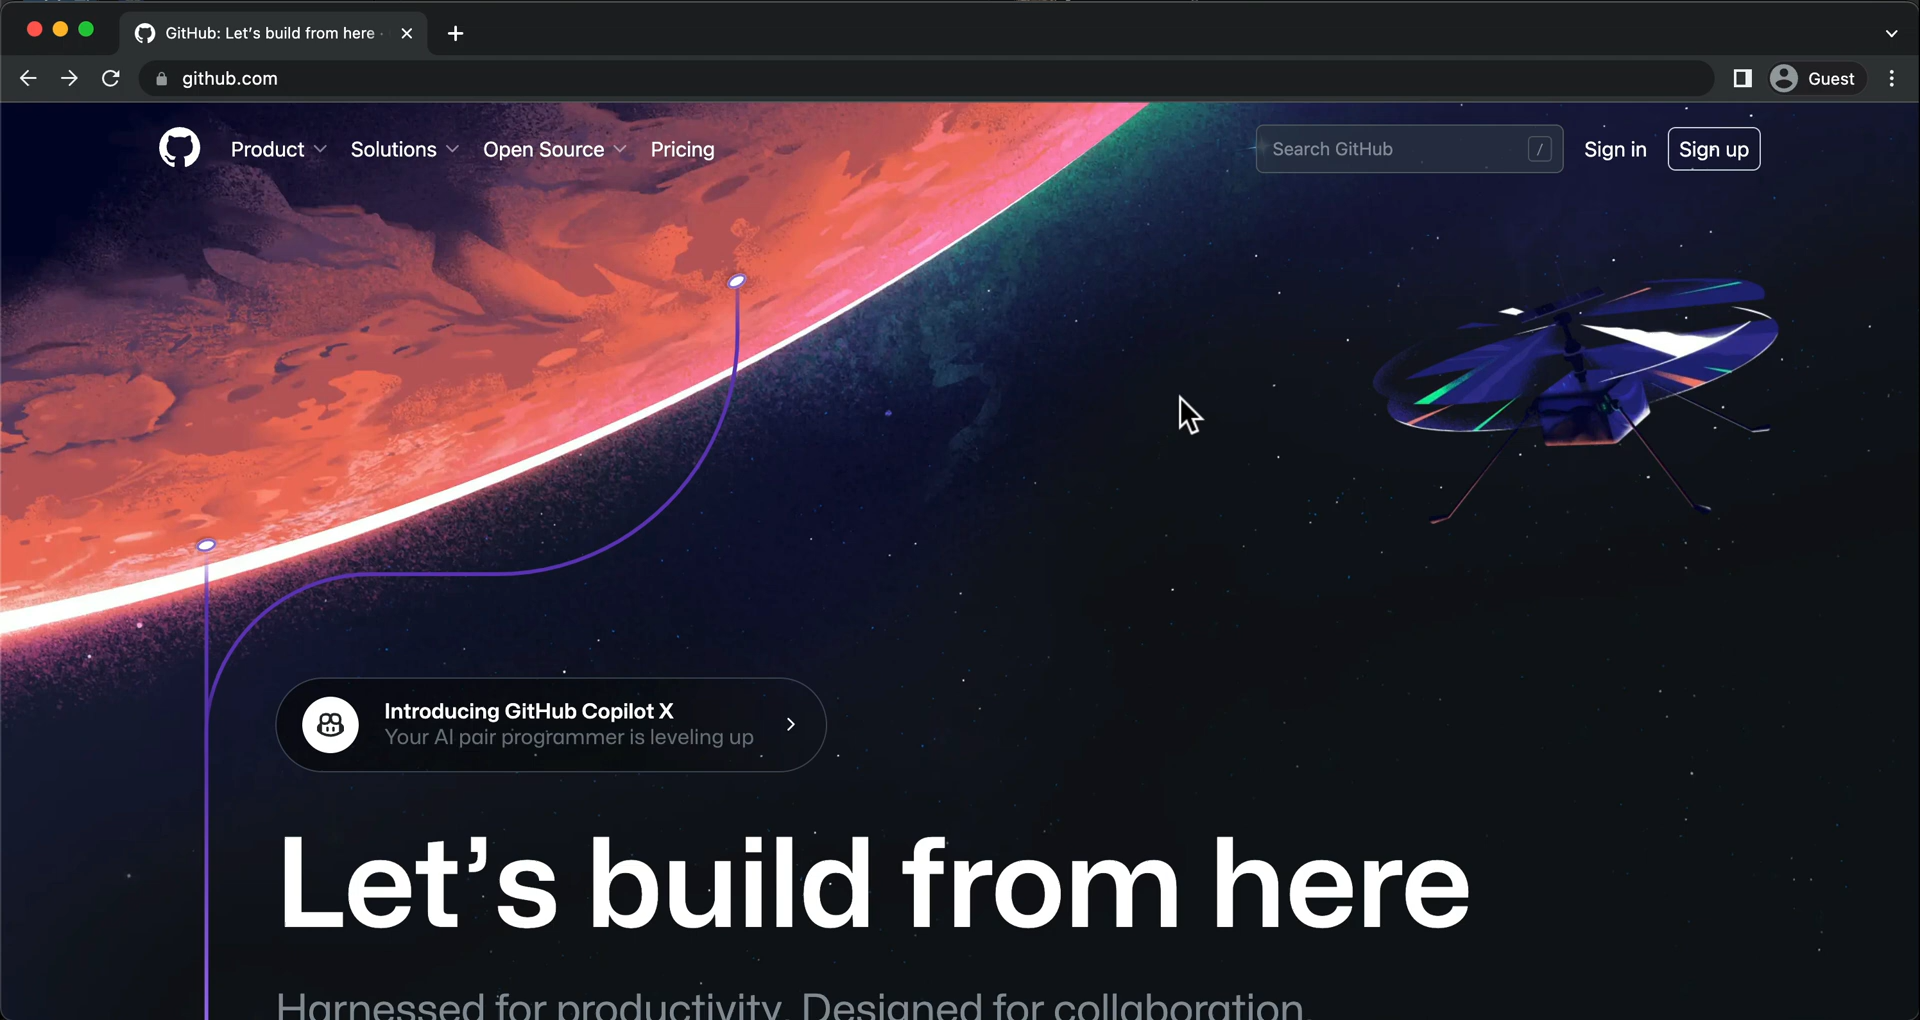 GitHub: Let's build from here ·
github.com
Guest
Product
Solutions
Open Source
Pricing
Search GitHub
/
Sign in
Sign up
Introducing GitHub Copilot X
Your AI pair programmer is leveling up
Let's build from here
Harnessed for productivity. Designed for collaboration.